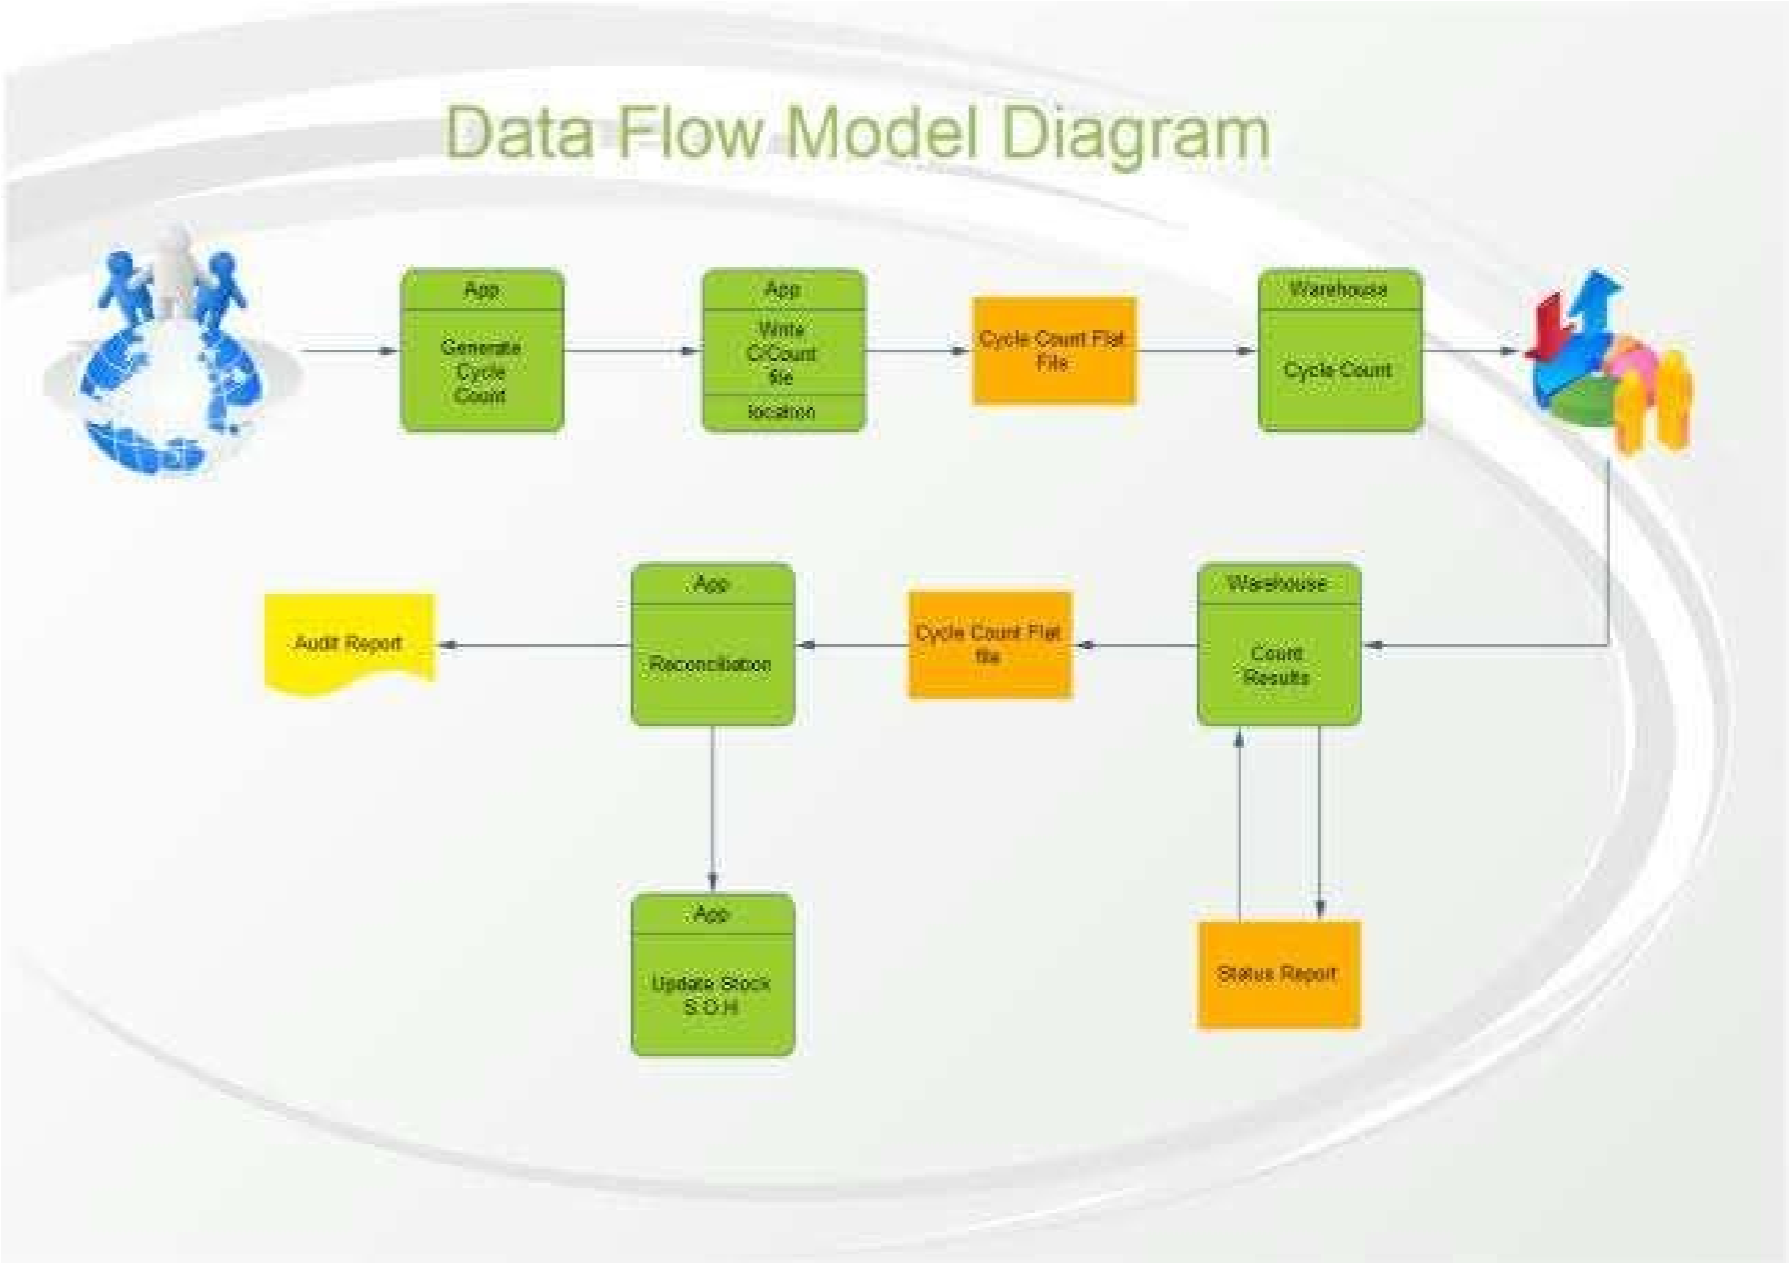 Data Flow Model Diagram
App
Generate
Cycle
Count
App
Write
C/Count
file
location
Cycle Count Flat
File
Warehouse
Cycle Count
Audit Report
App
Reconciliation
Cycle Count Flat
file
Warehouse
Count
Results
App
Update Stock
S.O.H
Status Report